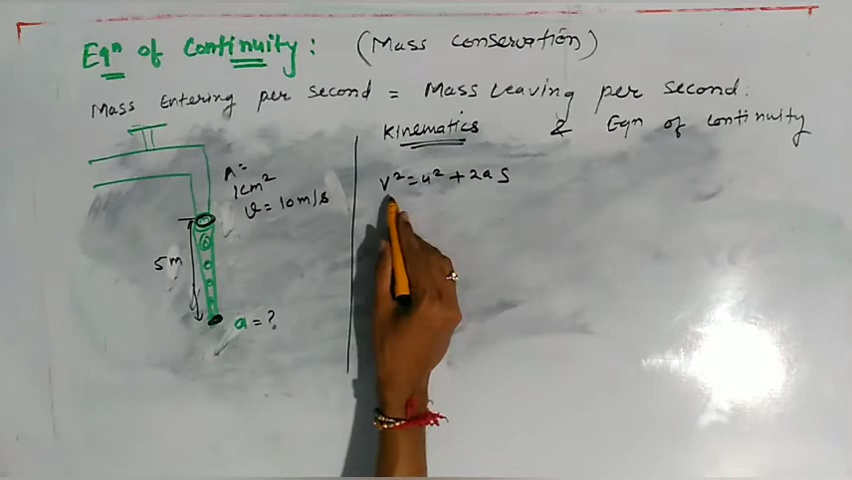 Eqn of Continuity : (Mass conservation)
Mass Entering per second = Mass Leaving per second.
Kinematics & Eqn of continuity
A =
1cm²
v = 10m/s
v² = u² + 2as
5m
a = ?